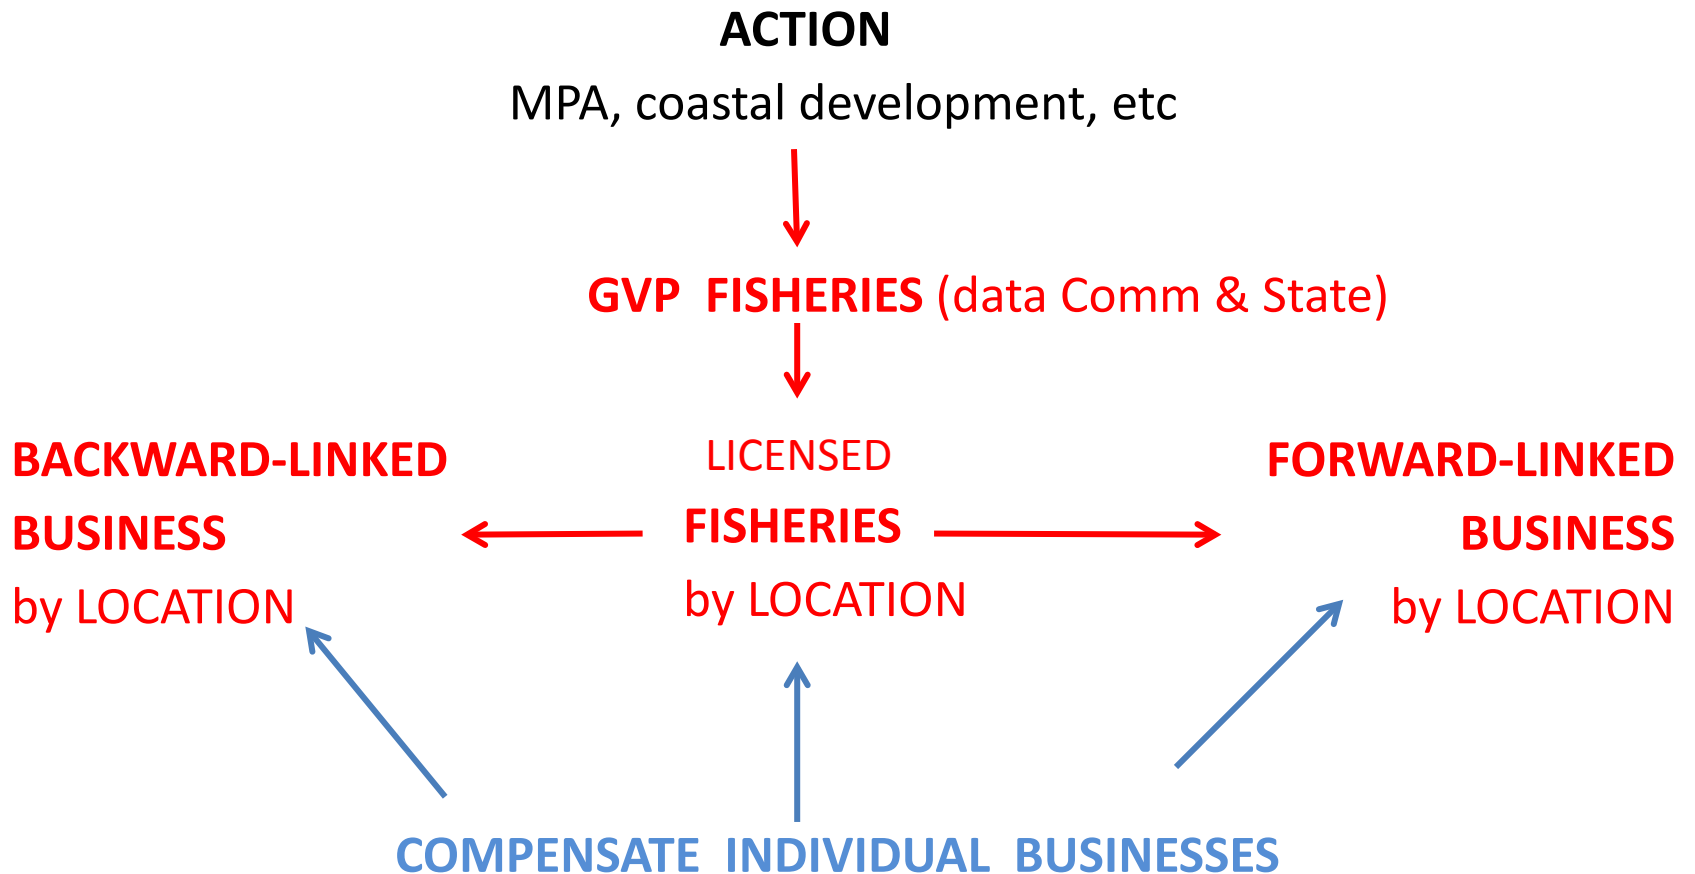 ACTION
MPA, coastal development, etc
GVP FISHERIES (data Comm & State)
BACKWARD-LINKED
BUSINESS
by LOCATION
LICENSED
FISHERIES
by LOCATION
FORWARD-LINKED
BUSINESS
by LOCATION
COMPENSATE INDIVIDUAL BUSINESSES